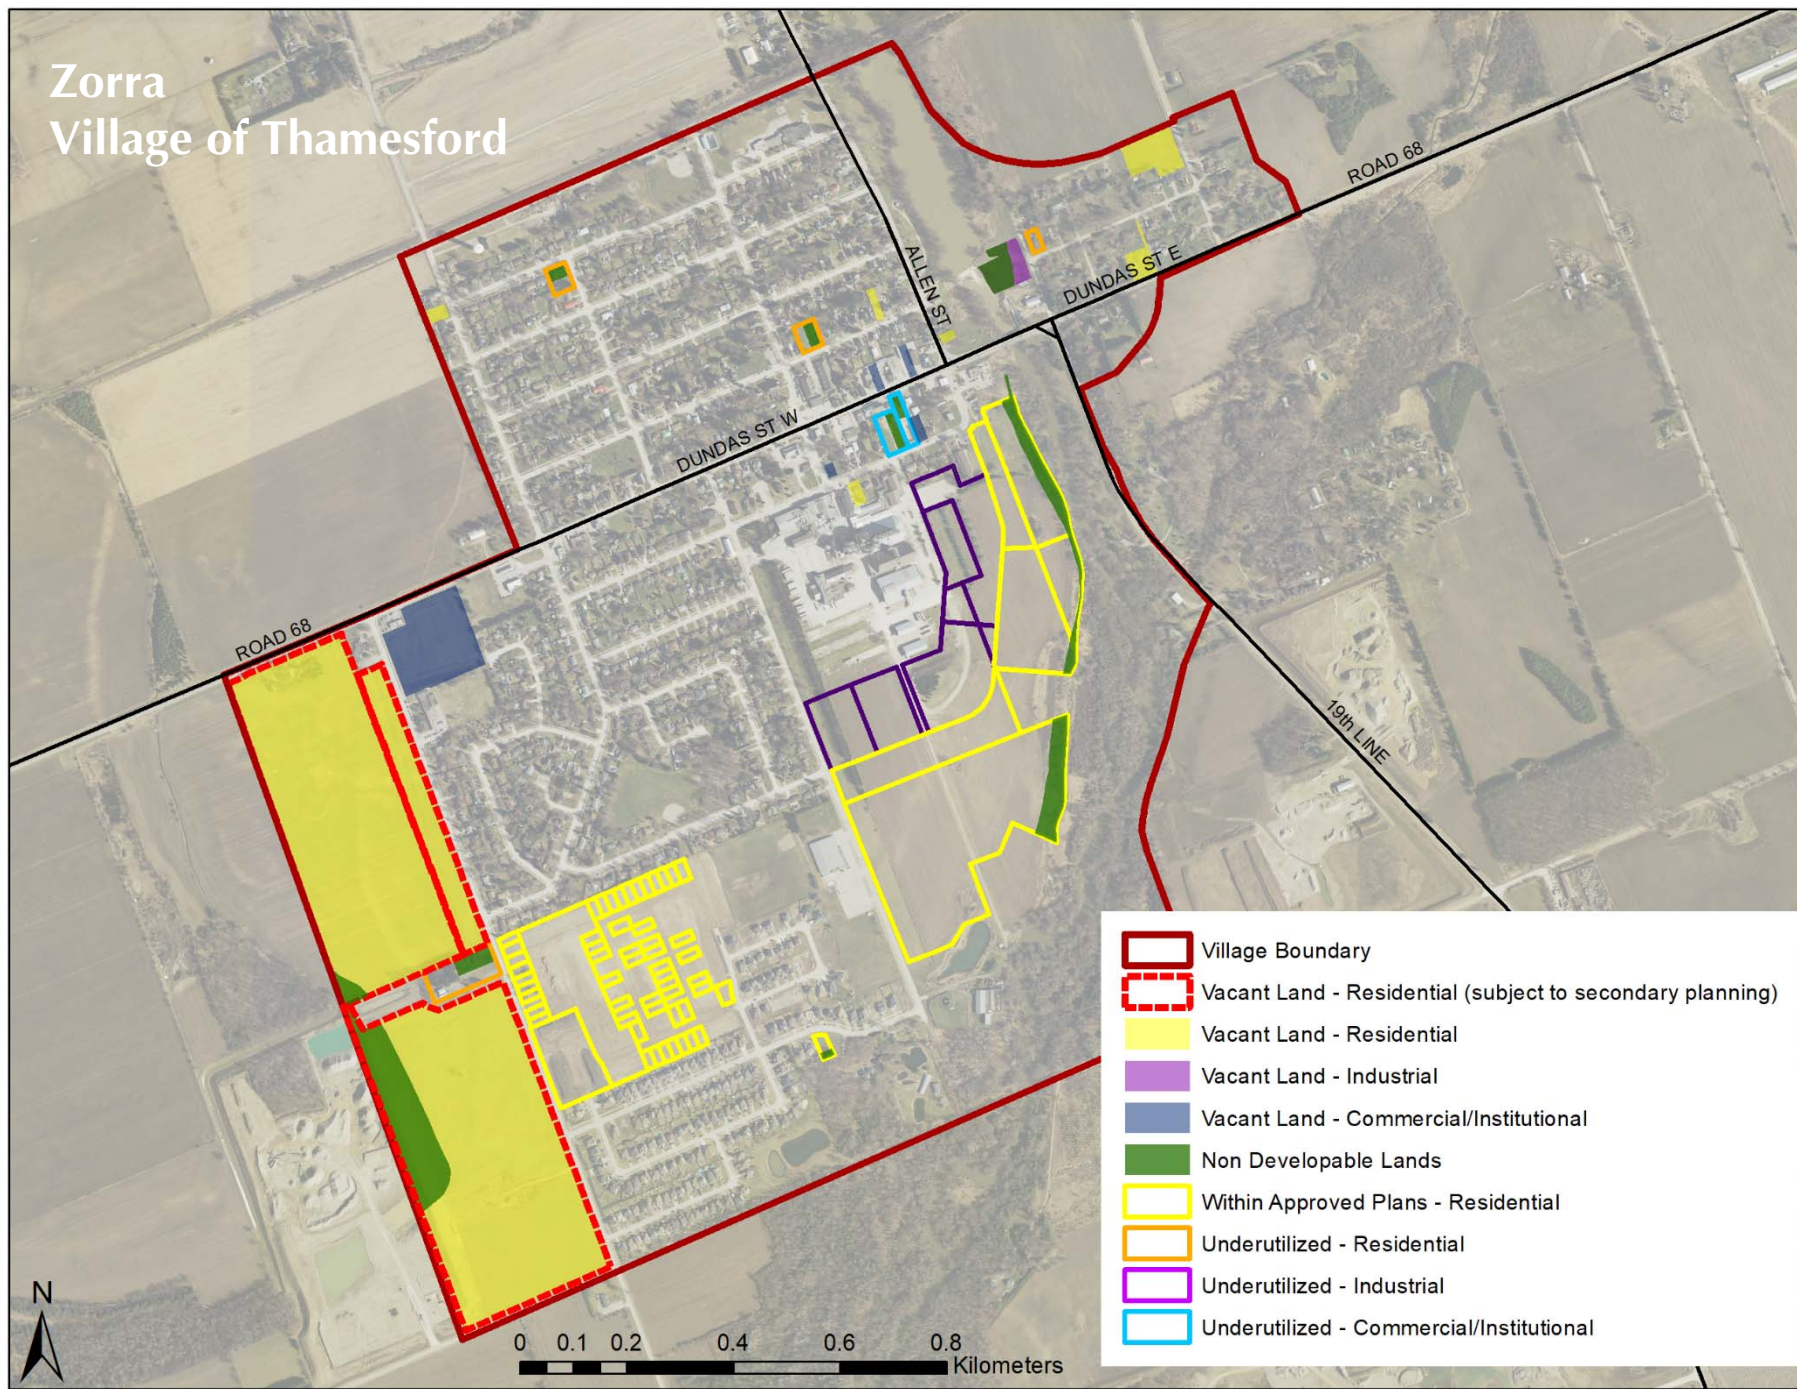 Zorra
Village of Thamesford
ROAD 68
ALLEN ST
DUNDAS ST E
DUNDAS ST W
ROAD 68
19th LINE
Village Boundary
Vacant Land - Residential (subject to secondary planning)
Vacant Land - Residential
Vacant Land - Industrial
Vacant Land - Commercial/Institutional
Non Developable Lands
Within Approved Plans - Residential
Underutilized - Residential
Underutilized - Industrial
Underutilized - Commercial/Institutional
N
0 0.1 0.2 0.4 0.6 0.8
Kilometers